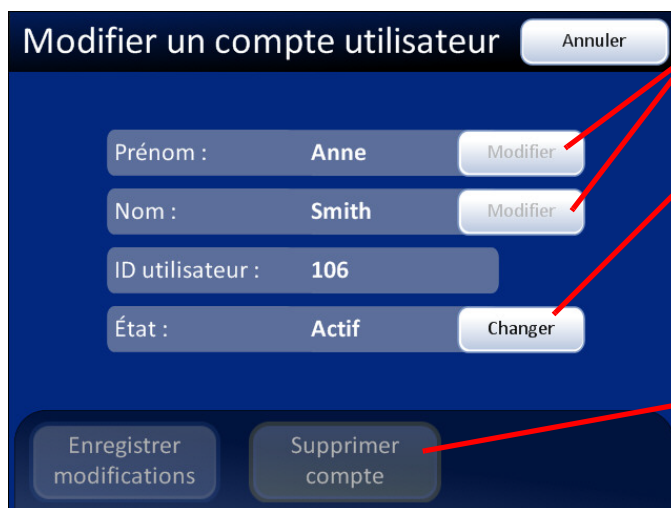 Modifier un compte utilisateur Annuler
Prénom : Anne Modifier
Nom : Smith Modifier
ID utilisateur : 106
État : Actif Changer
Enregistrer Supprimer
modifications compte